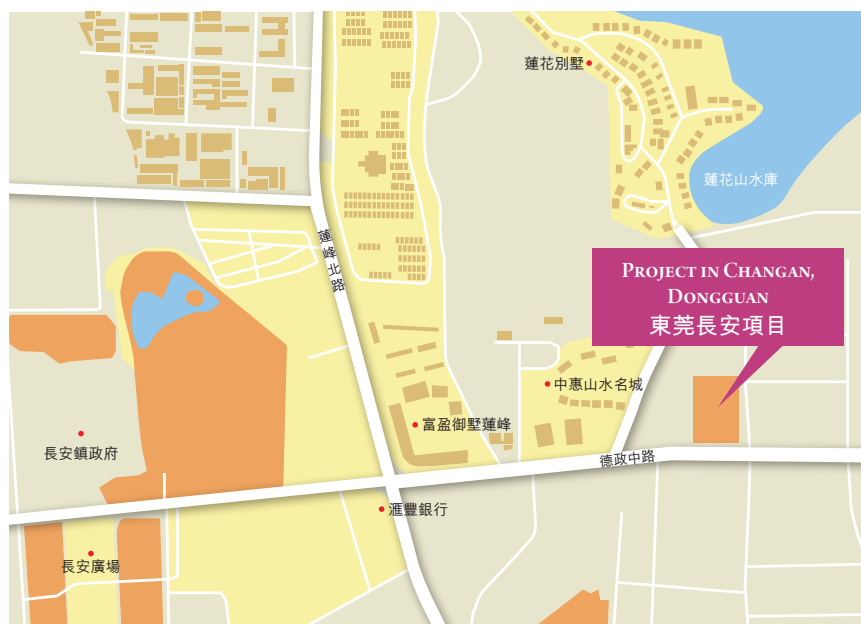 蓮花別墅
蓮花山水庫
蓮峰北路
PROJECT IN CHANGAN,
DONGGUAN
東莞長安項目
中惠山水名城
富盈御墅蓮峰
長安鎮政府
德政中路
滙豐銀行
長安廣場